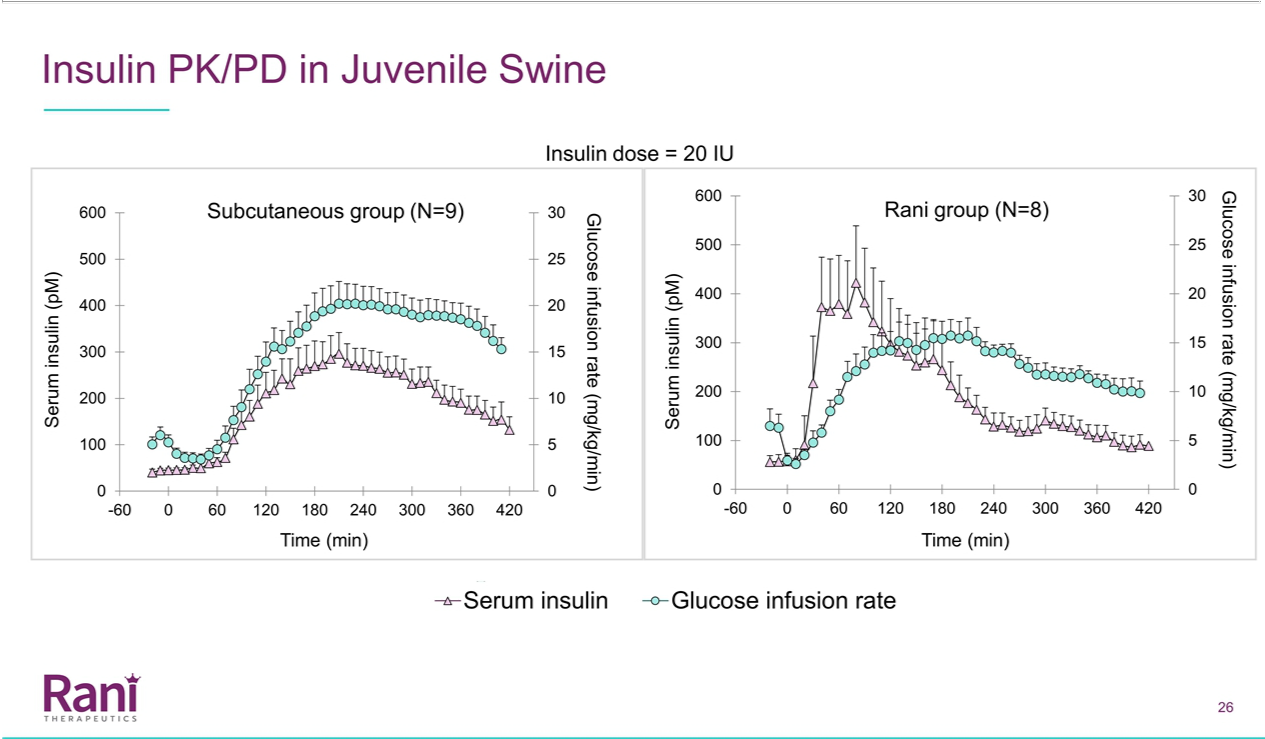 Insulin PK/PD in Juvenile Swine
Insulin dose = 20 IU
Subcutaneous group (N=9)
Serum insulin (pM)
600
500
400
300
200
100
0
30
25
20
15
10
5
0
Glucose infusion rate (mg/kg/min)
-60 0 60 120 180 240 300 360 420
Time (min)
Rani group (N=8)
Serum insulin (pM)
600
500
400
300
200
100
0
30
25
20
15
10
5
0
Glucose infusion rate (mg/kg/min)
-60 0 60 120 180 240 300 360 420
Time (min)
Serum insulin Glucose infusion rate
Rani
THERAPEUTICS
26